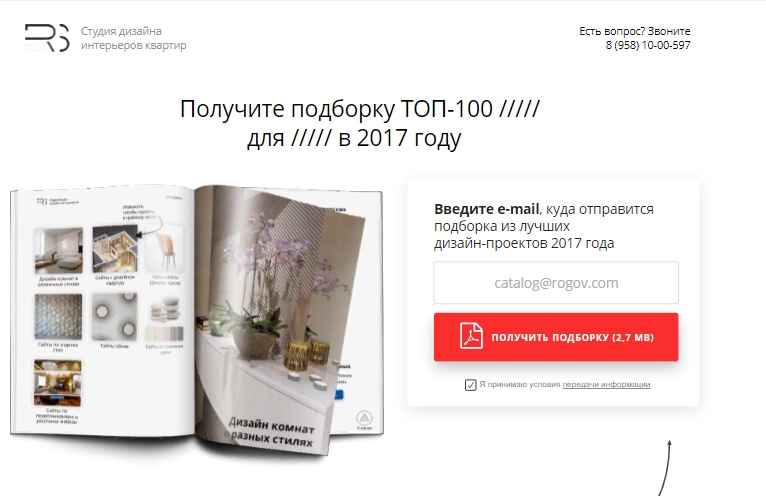 RS
Студия дизайна
интерьеров квартир
Есть вопрос? Звоните
8 (958) 10-00-597
Получите подборку ТОП-100 /////
для ///// в 2017 году
Дизайн комнат в
различных стилях
Сайты с дизайном
квартир
Сайты по отделке
стен
Сайты обоев
Сайты по
перепланировке и
расстановке мебели
Дизайн комнат
в разных стилях
Введите e-mail, куда отправится
подборка из лучших
дизайн-проектов 2017 года
catalog@rogov.com
ПОЛУЧИТЬ ПОДБОРКУ (2,7 MB)
Я принимаю условия передачи информации